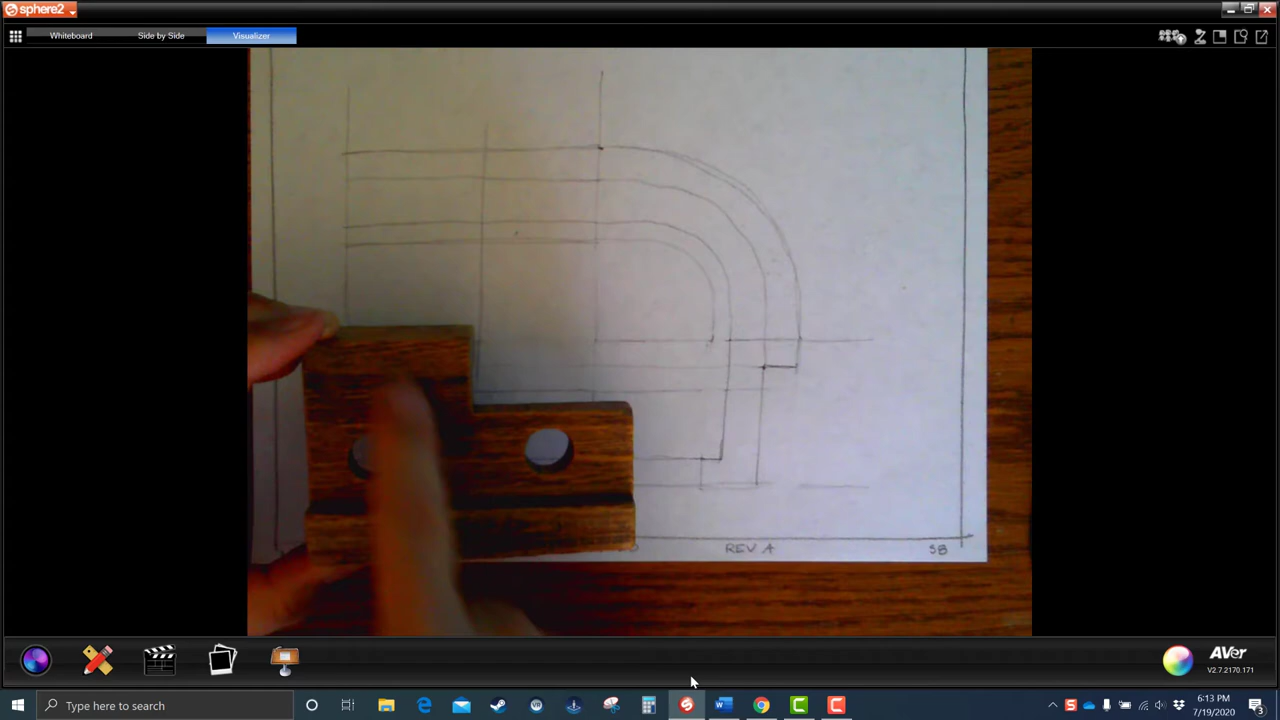 sphere2
Whiteboard
Side by Side
Visualizer
REV A
SB
AVer
V2.7.2170.171
Type here to search
6:13 PM
7/19/2020
3